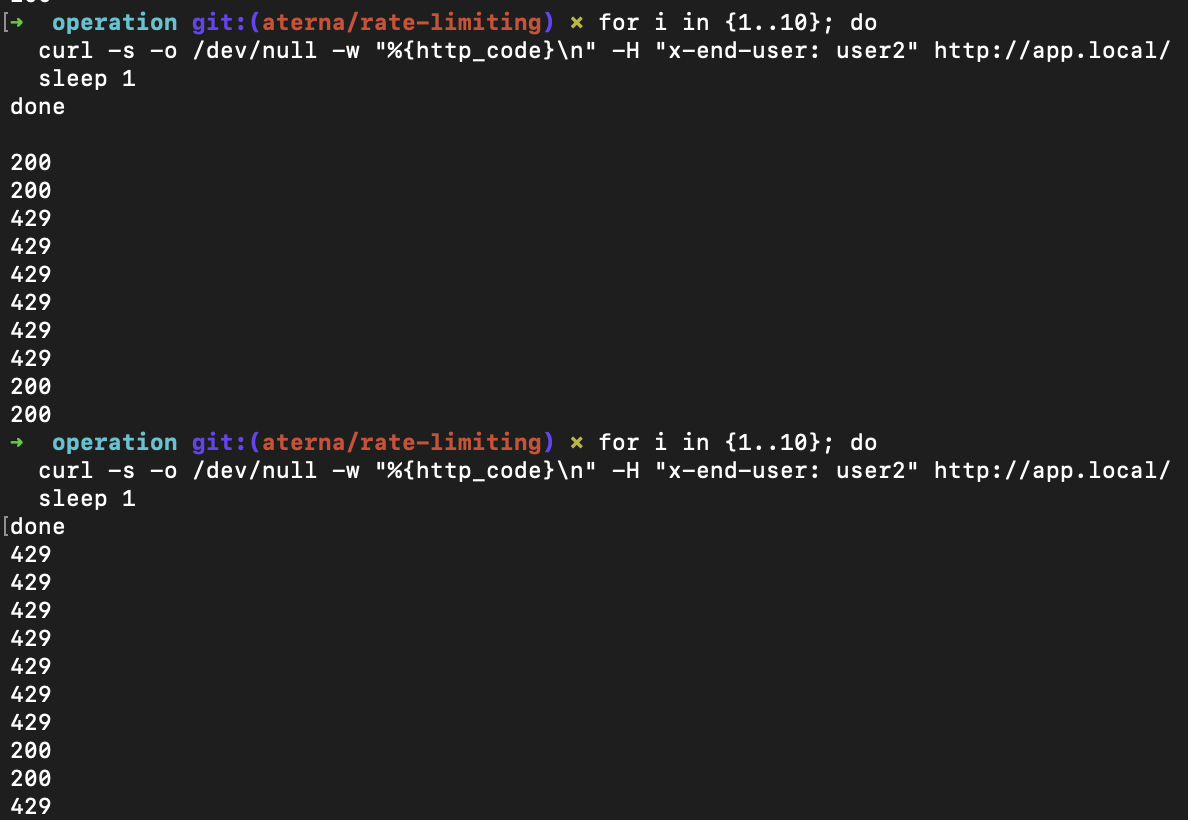 ➜  operation git:(aterna/rate-limiting) ✗ for i in {1..10}; do
  curl -s -o /dev/null -w "%{http_code}\n" -H "x-end-user: user2" http://app.local/
  sleep 1
done
200
200
429
429
429
429
429
429
200
200
➜  operation git:(aterna/rate-limiting) ✗ for i in {1..10}; do
  curl -s -o /dev/null -w "%{http_code}\n" -H "x-end-user: user2" http://app.local/
  sleep 1
done
429
429
429
429
429
429
429
200
200
429